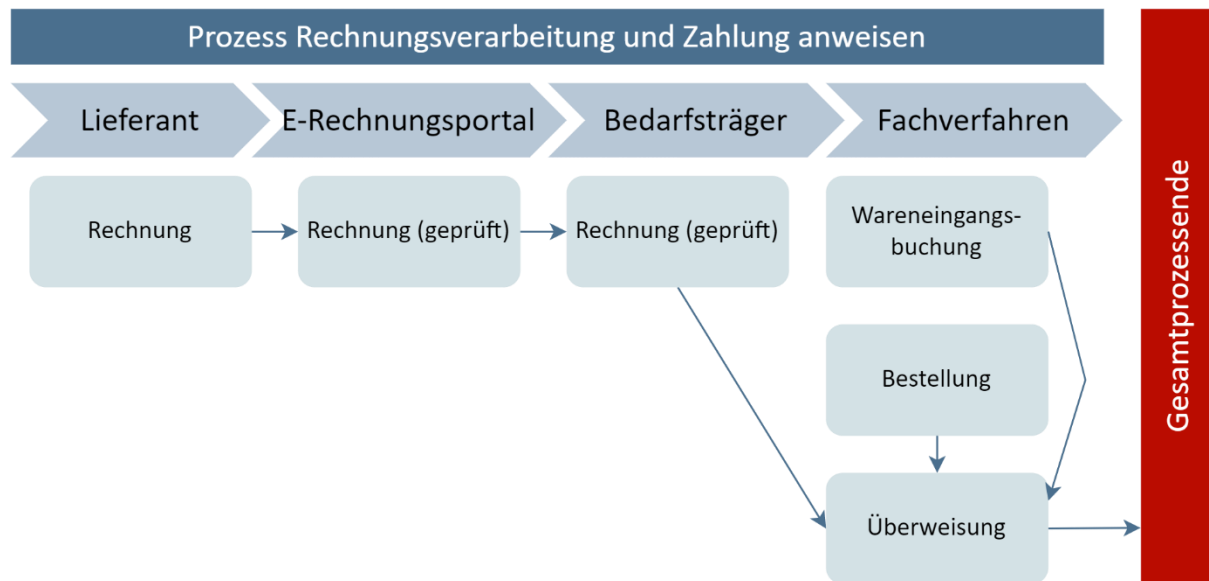 Prozess Rechnungsverarbeitung und Zahlung anweisen
Lieferant
E-Rechnungsportal
Bedarfsträger
Fachverfahren
Rechnung
Rechnung (geprüft)
Rechnung (geprüft)
Wareneingangs-
buchung
Bestellung
Überweisung
Gesamtprozessende